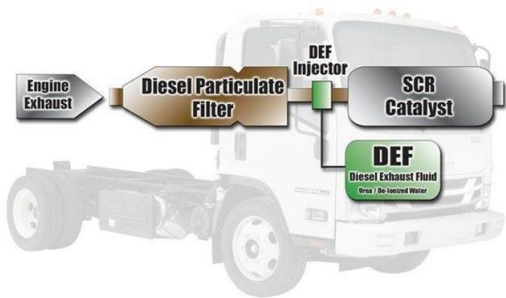 Engine
Exhaust
Diesel Particulate
Filter
DEF
Injector
SCR
Catalyst
DEF
Diesel Exhaust Fluid
Urea / De-Ionized Water